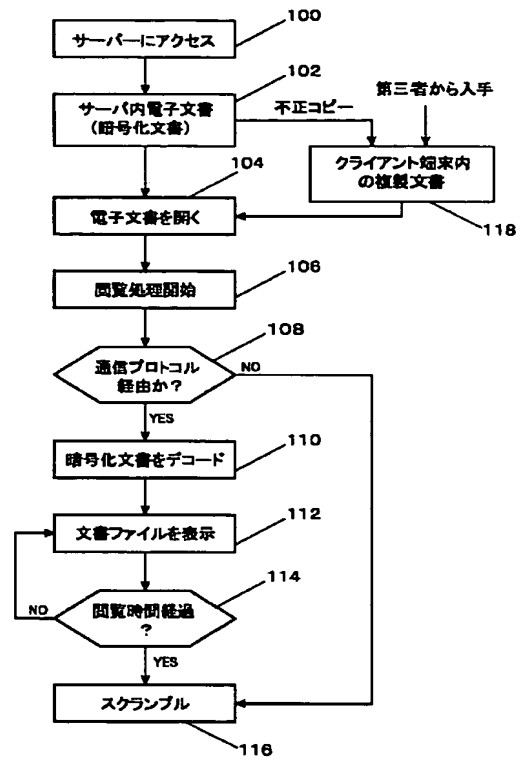 100
サーバーにアクセス
102
サーバ内電子文書
(暗号化文書)
不正コピー
第三者から入手
クライアント端末内
の複製文書
118
104
電子文書を開く
106
閲覧処理開始
108
通信プロトコル
経由か?
NO
YES
110
暗号化文書をデコード
112
文書ファイルを表示
114
閲覧時間経過
?
NO
YES
スクランブル
116